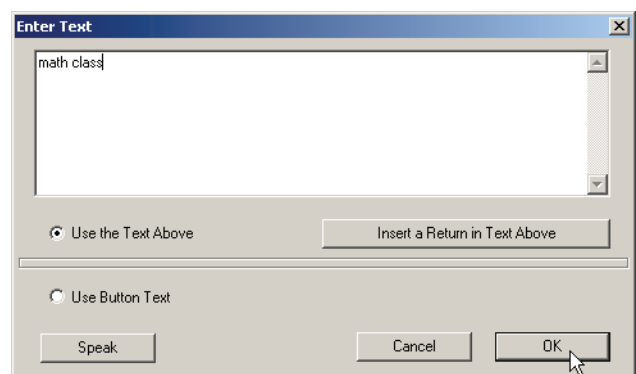 Enter Text
math class
Use the Text Above
Insert a Return in Text Above
Use Button Text
Speak
Cancel
OK